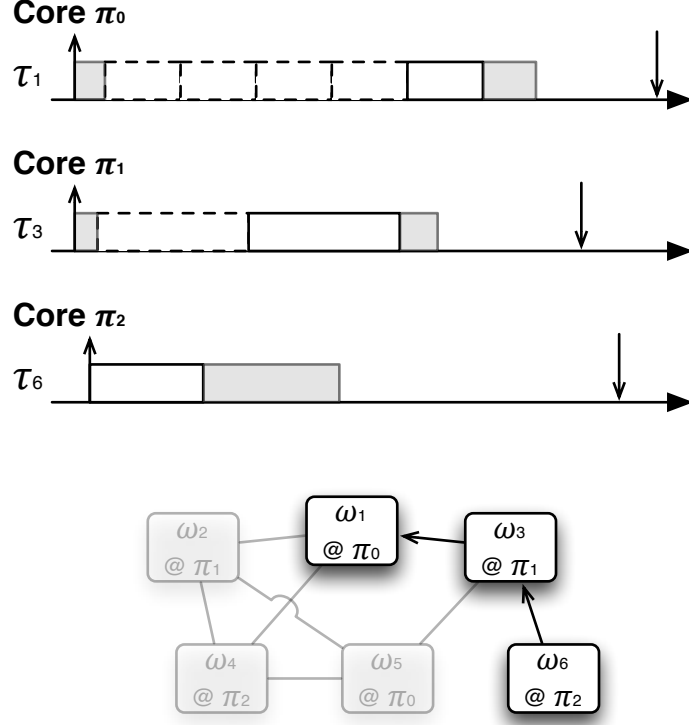 Core π0
τ1
Core π1
τ3
Core π2
τ6
ω1
@ π0
ω2
@ π1
ω3
@ π1
ω4
@ π2
ω5
@ π0
ω6
@ π2